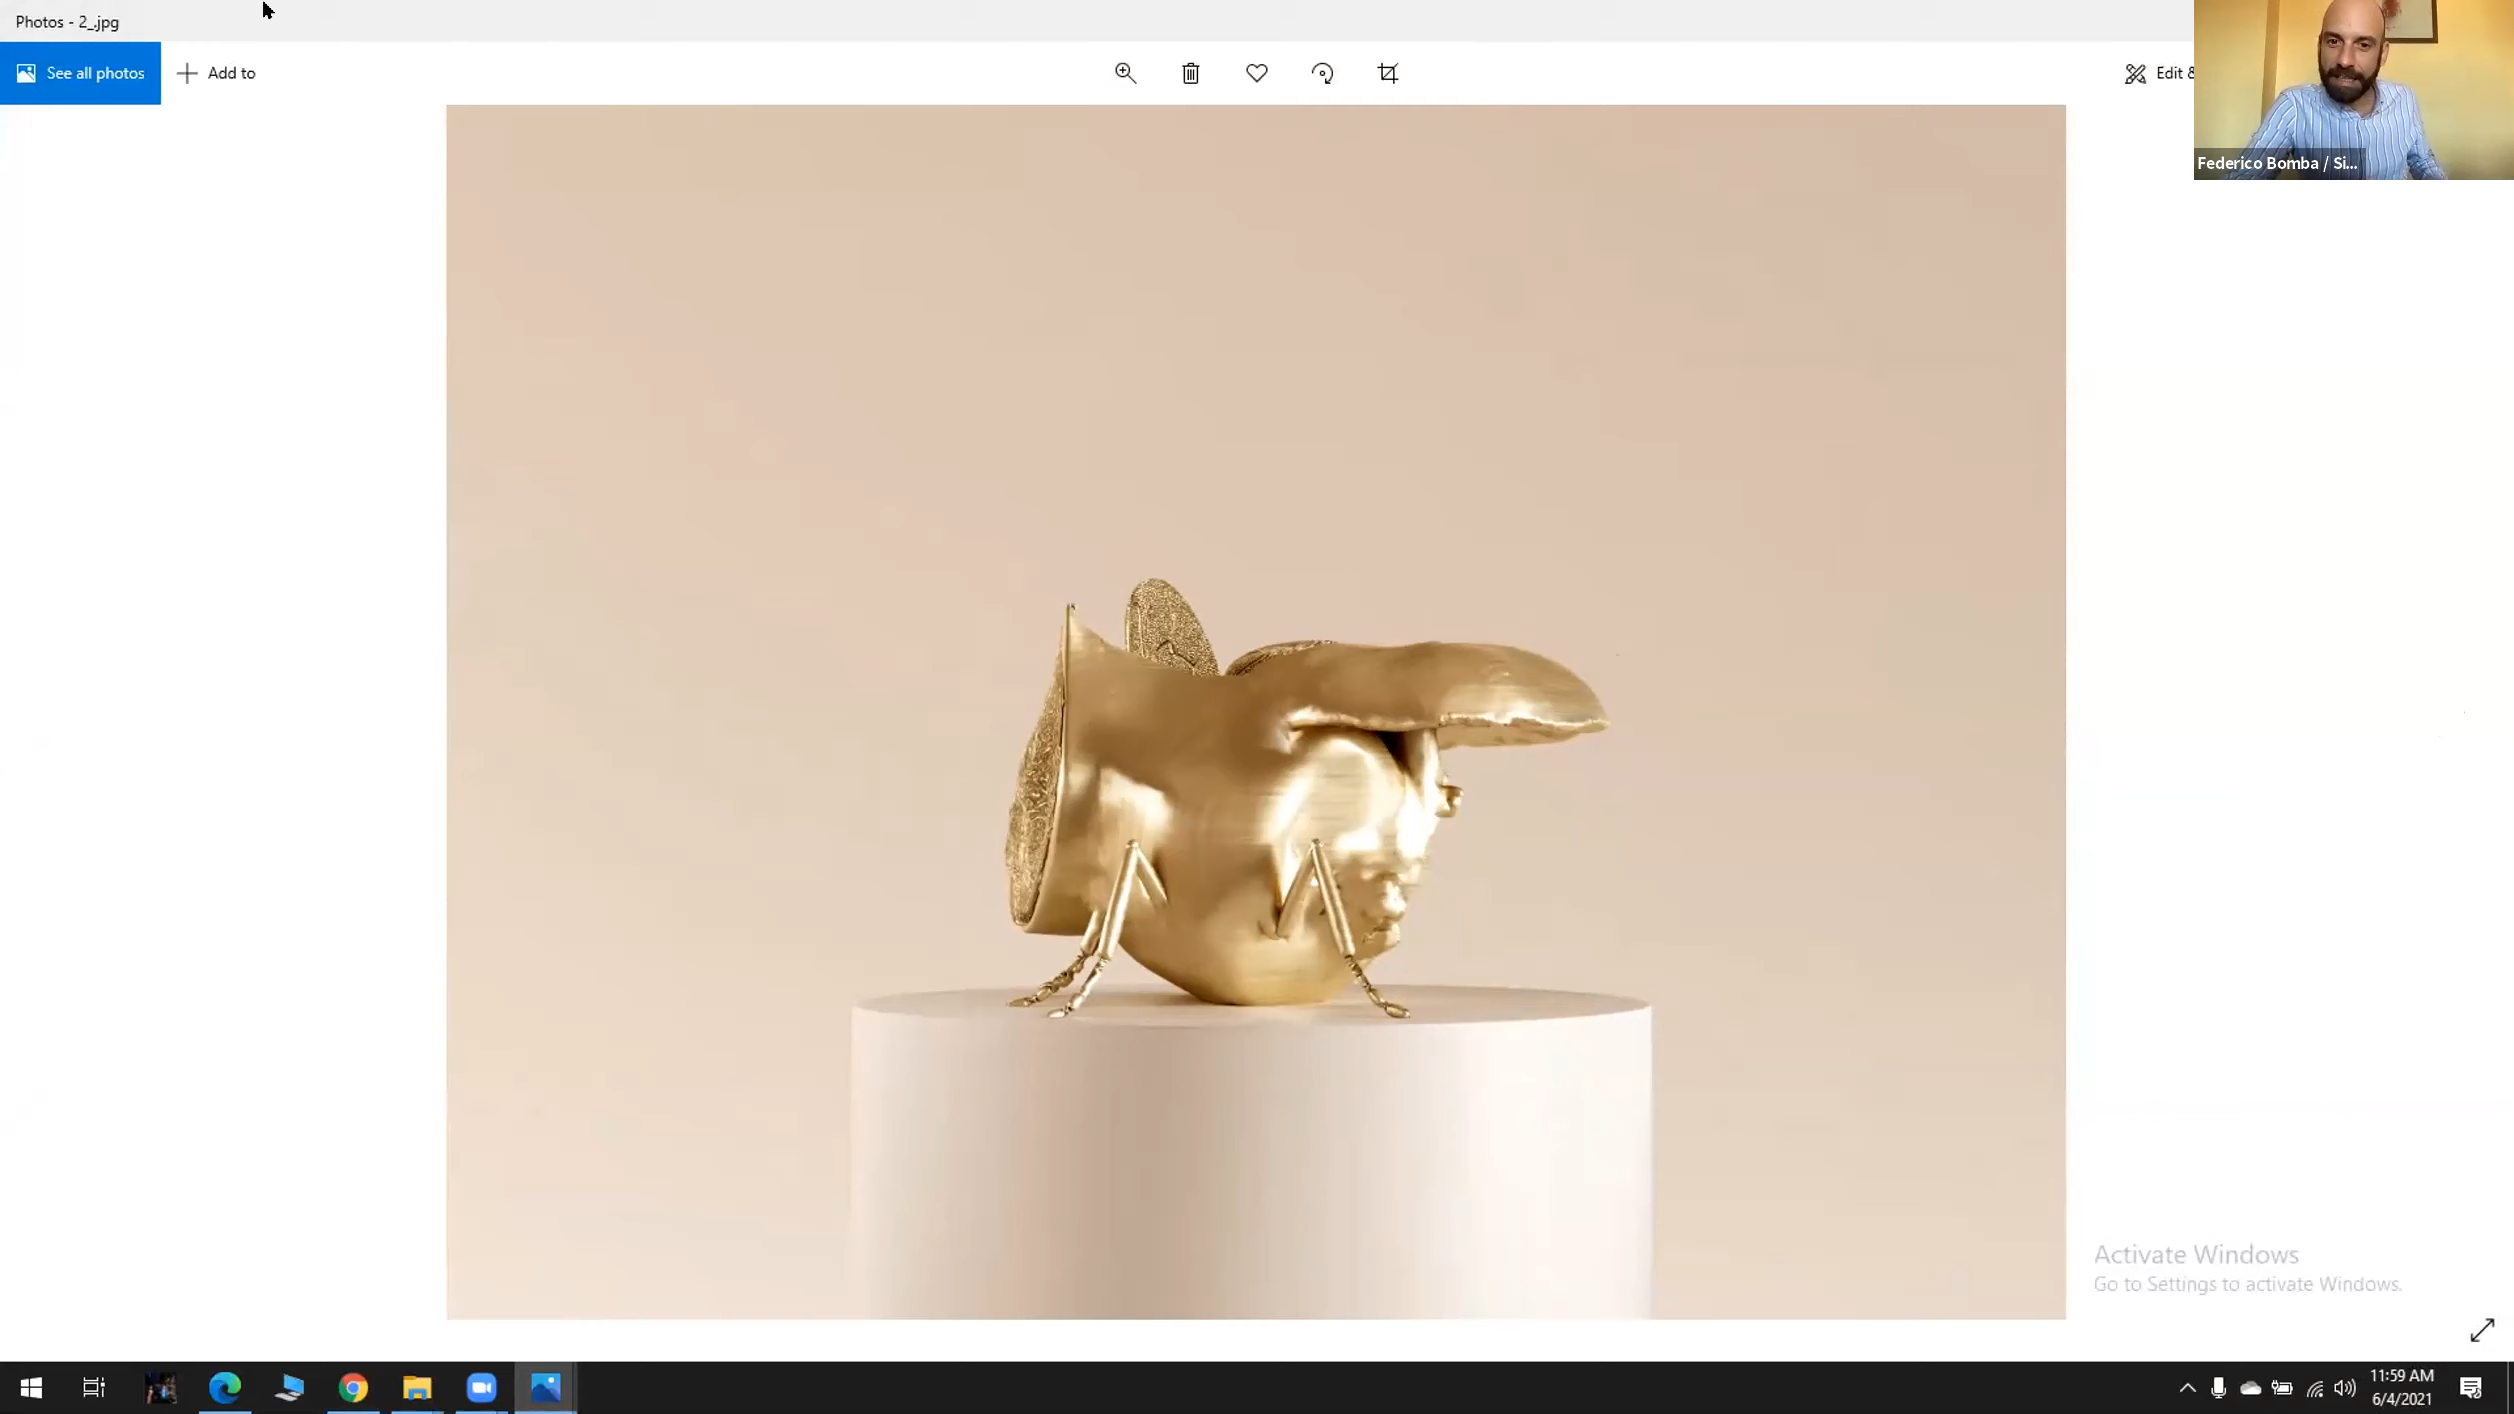 Photos - 2_.jpg
See all photos
Add to
Edit &
Federico Bomba / Si...
Activate Windows
Go to Settings to activate Windows.
11:59 AM
6/4/2021